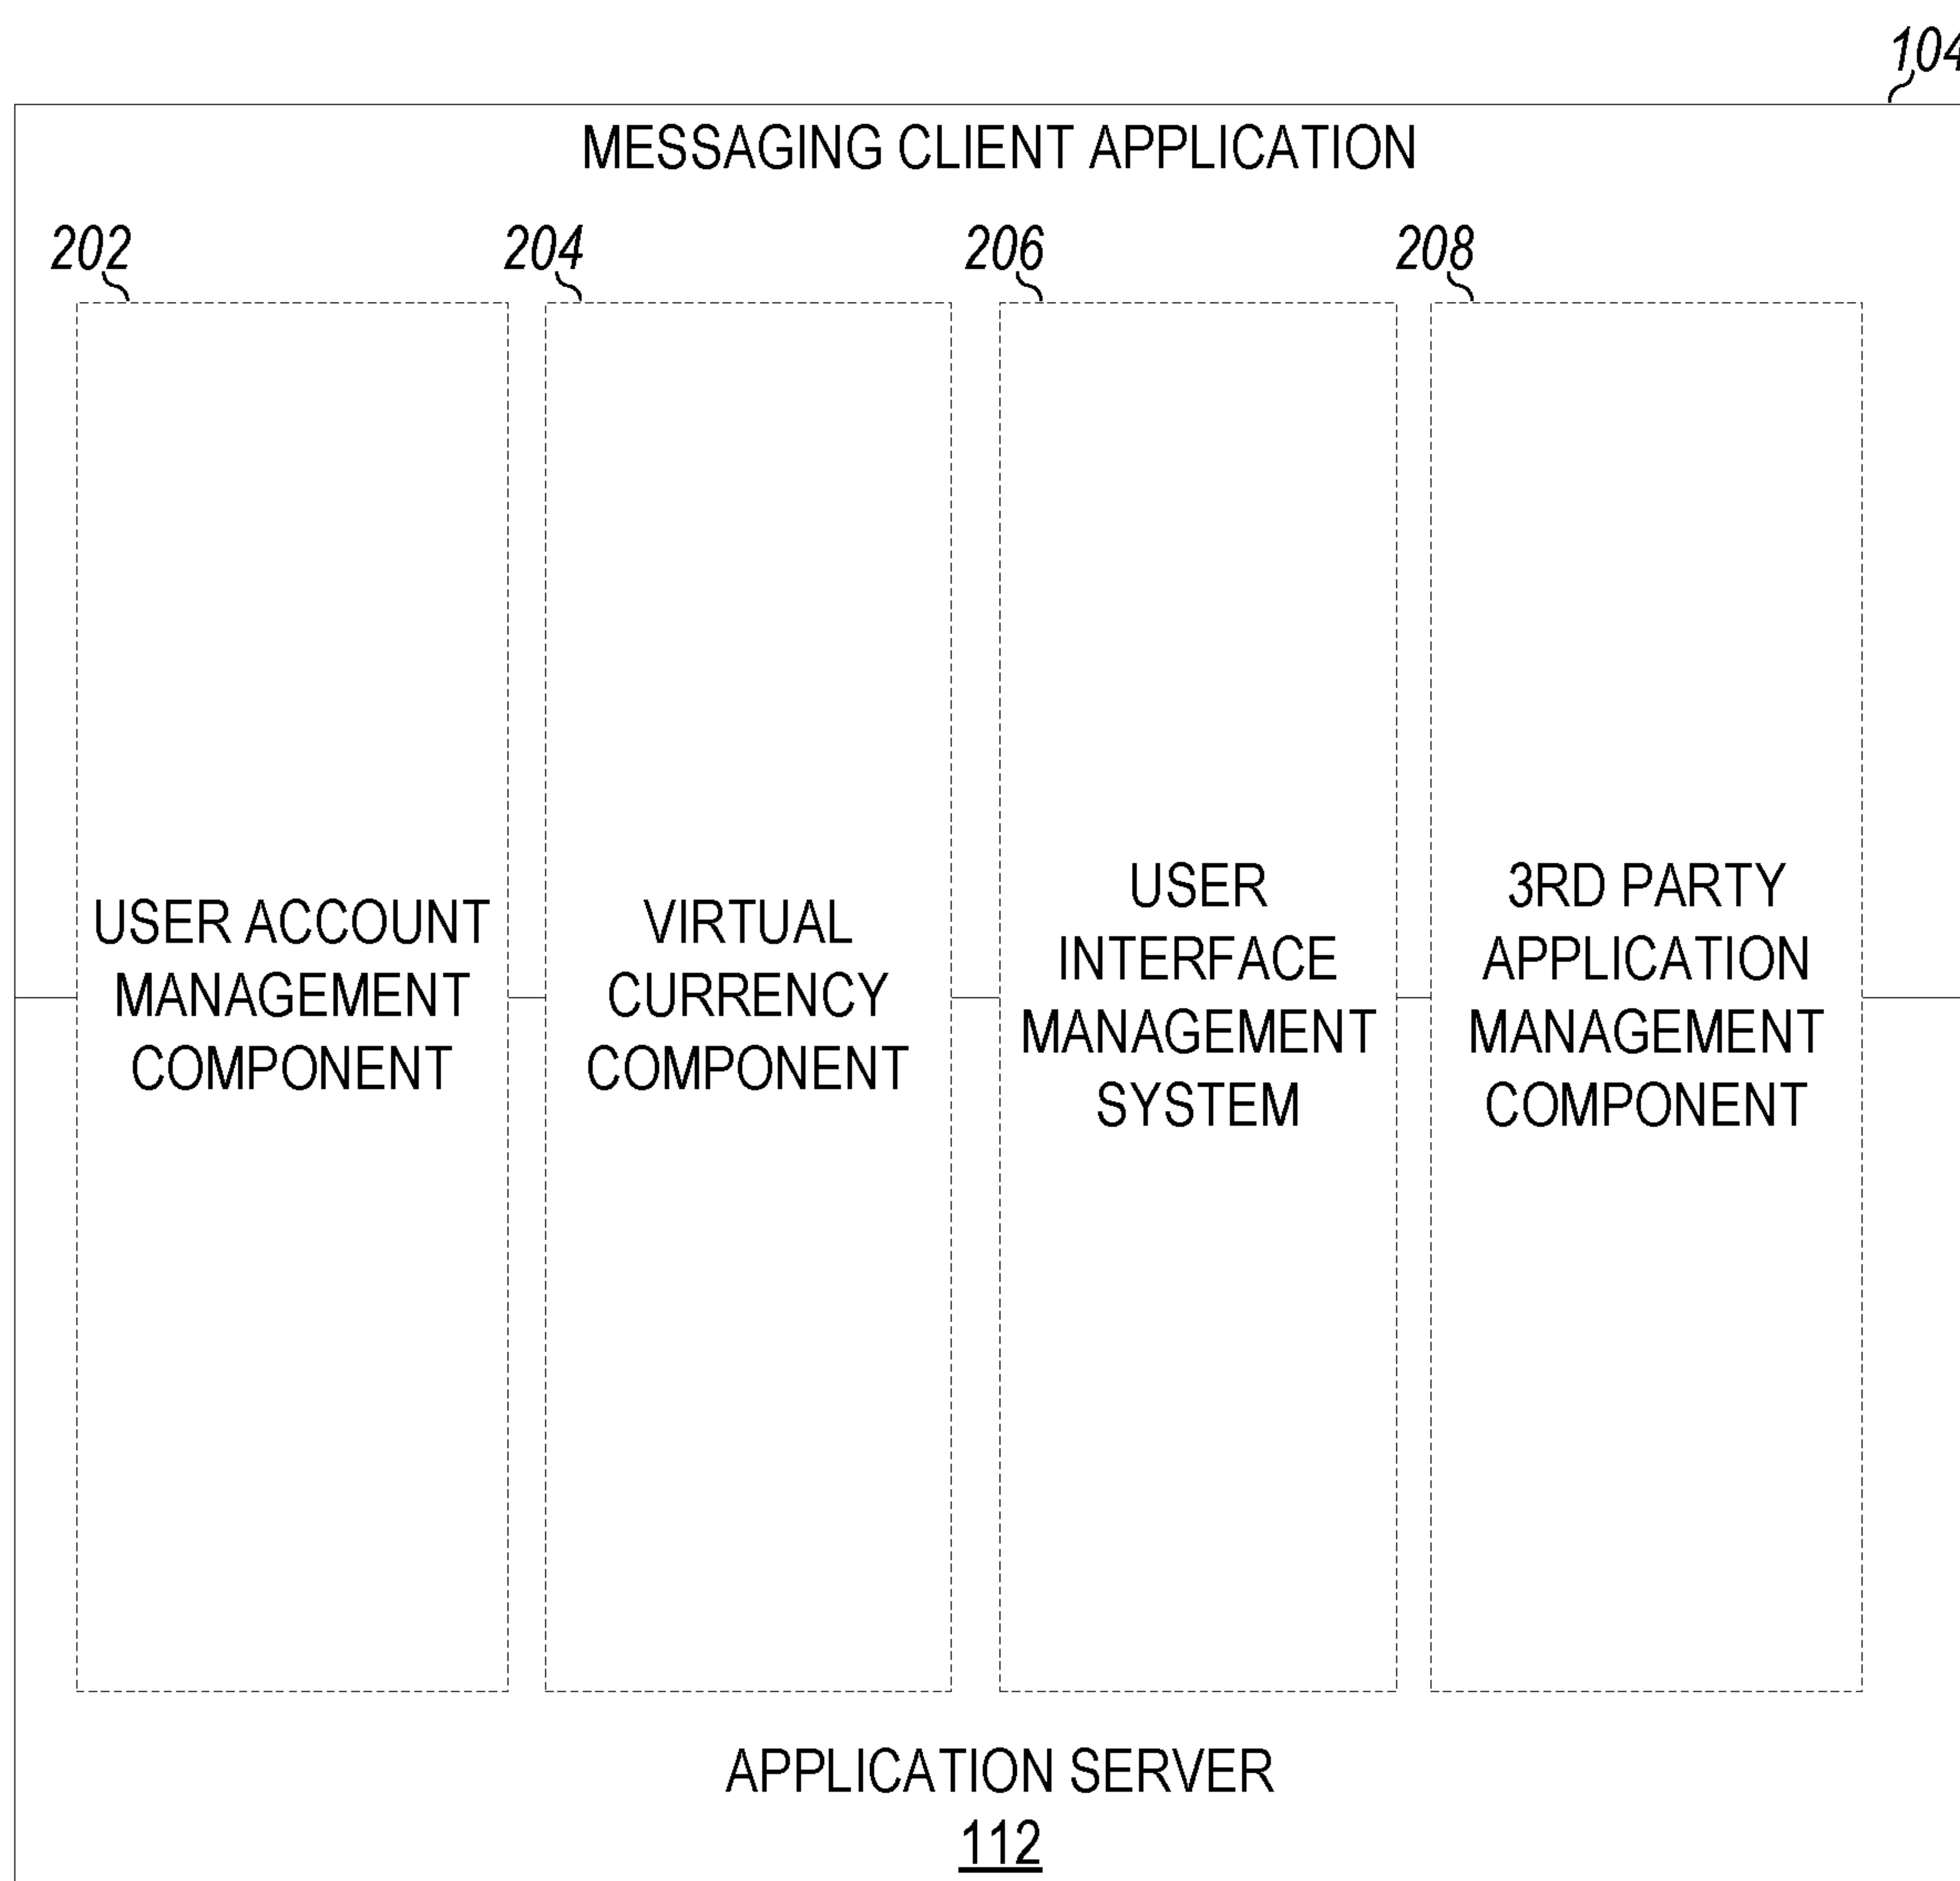 104
MESSAGING CLIENT APPLICATION
202
204
206
208
USER ACCOUNT
MANAGEMENT
COMPONENT
VIRTUAL
CURRENCY
COMPONENT
USER
INTERFACE
MANAGEMENT
SYSTEM
3RD PARTY
APPLICATION
MANAGEMENT
COMPONENT
APPLICATION SERVER
112